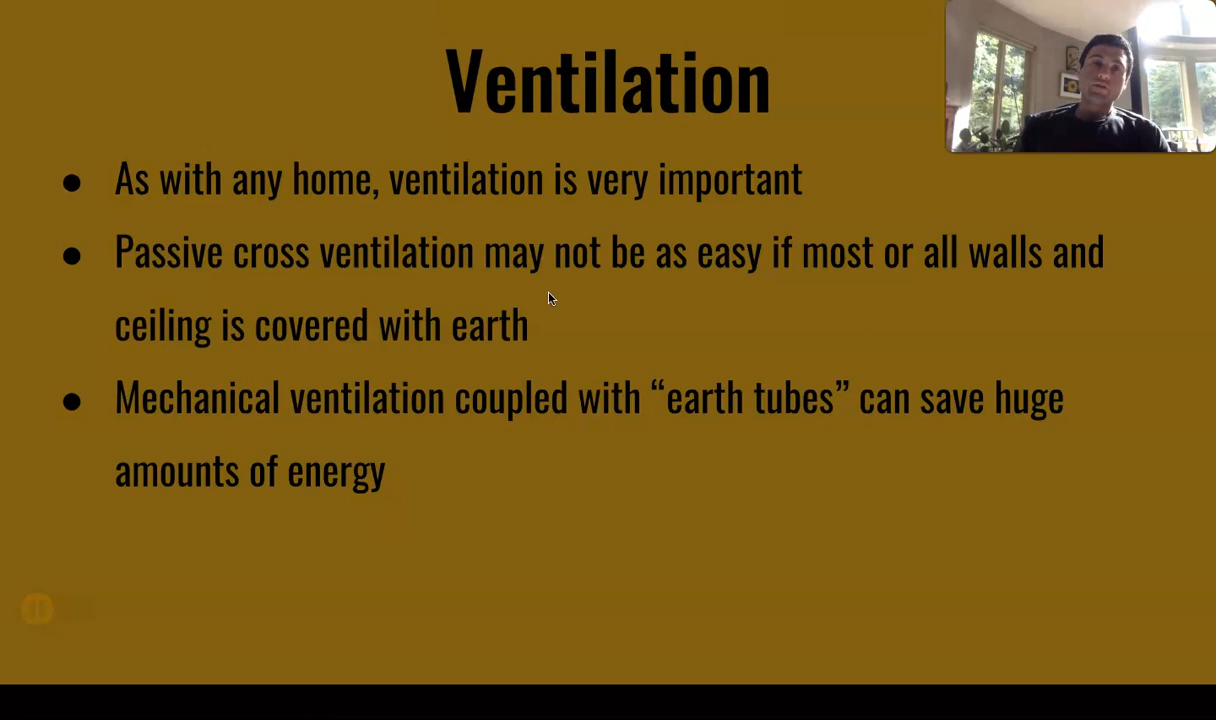 Ventilation
● As with any home, ventilation is very important
● Passive cross ventilation may not be as easy if most or all walls and
ceiling is covered with earth
● Mechanical ventilation coupled with “earth tubes” can save huge
amounts of energy